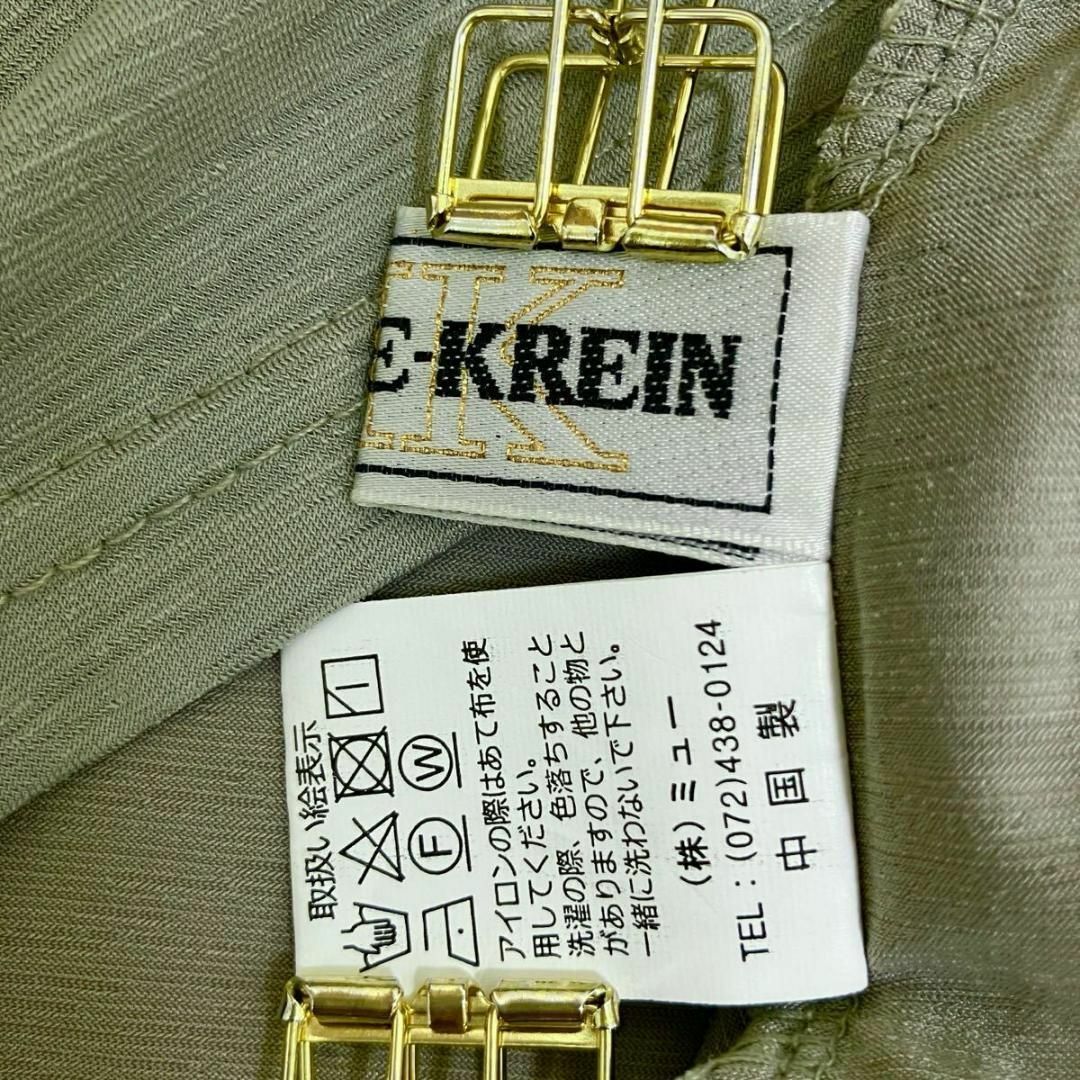 E-KREIN
K
取扱い絵表示
W
F
アイロンの際はあて布を使
用してください。
洗濯の際、色落ちすること
がありますので、他の物と
一緒に洗わないで下さい。
(株)ミュー
TEL:(072)438-0124
中国製